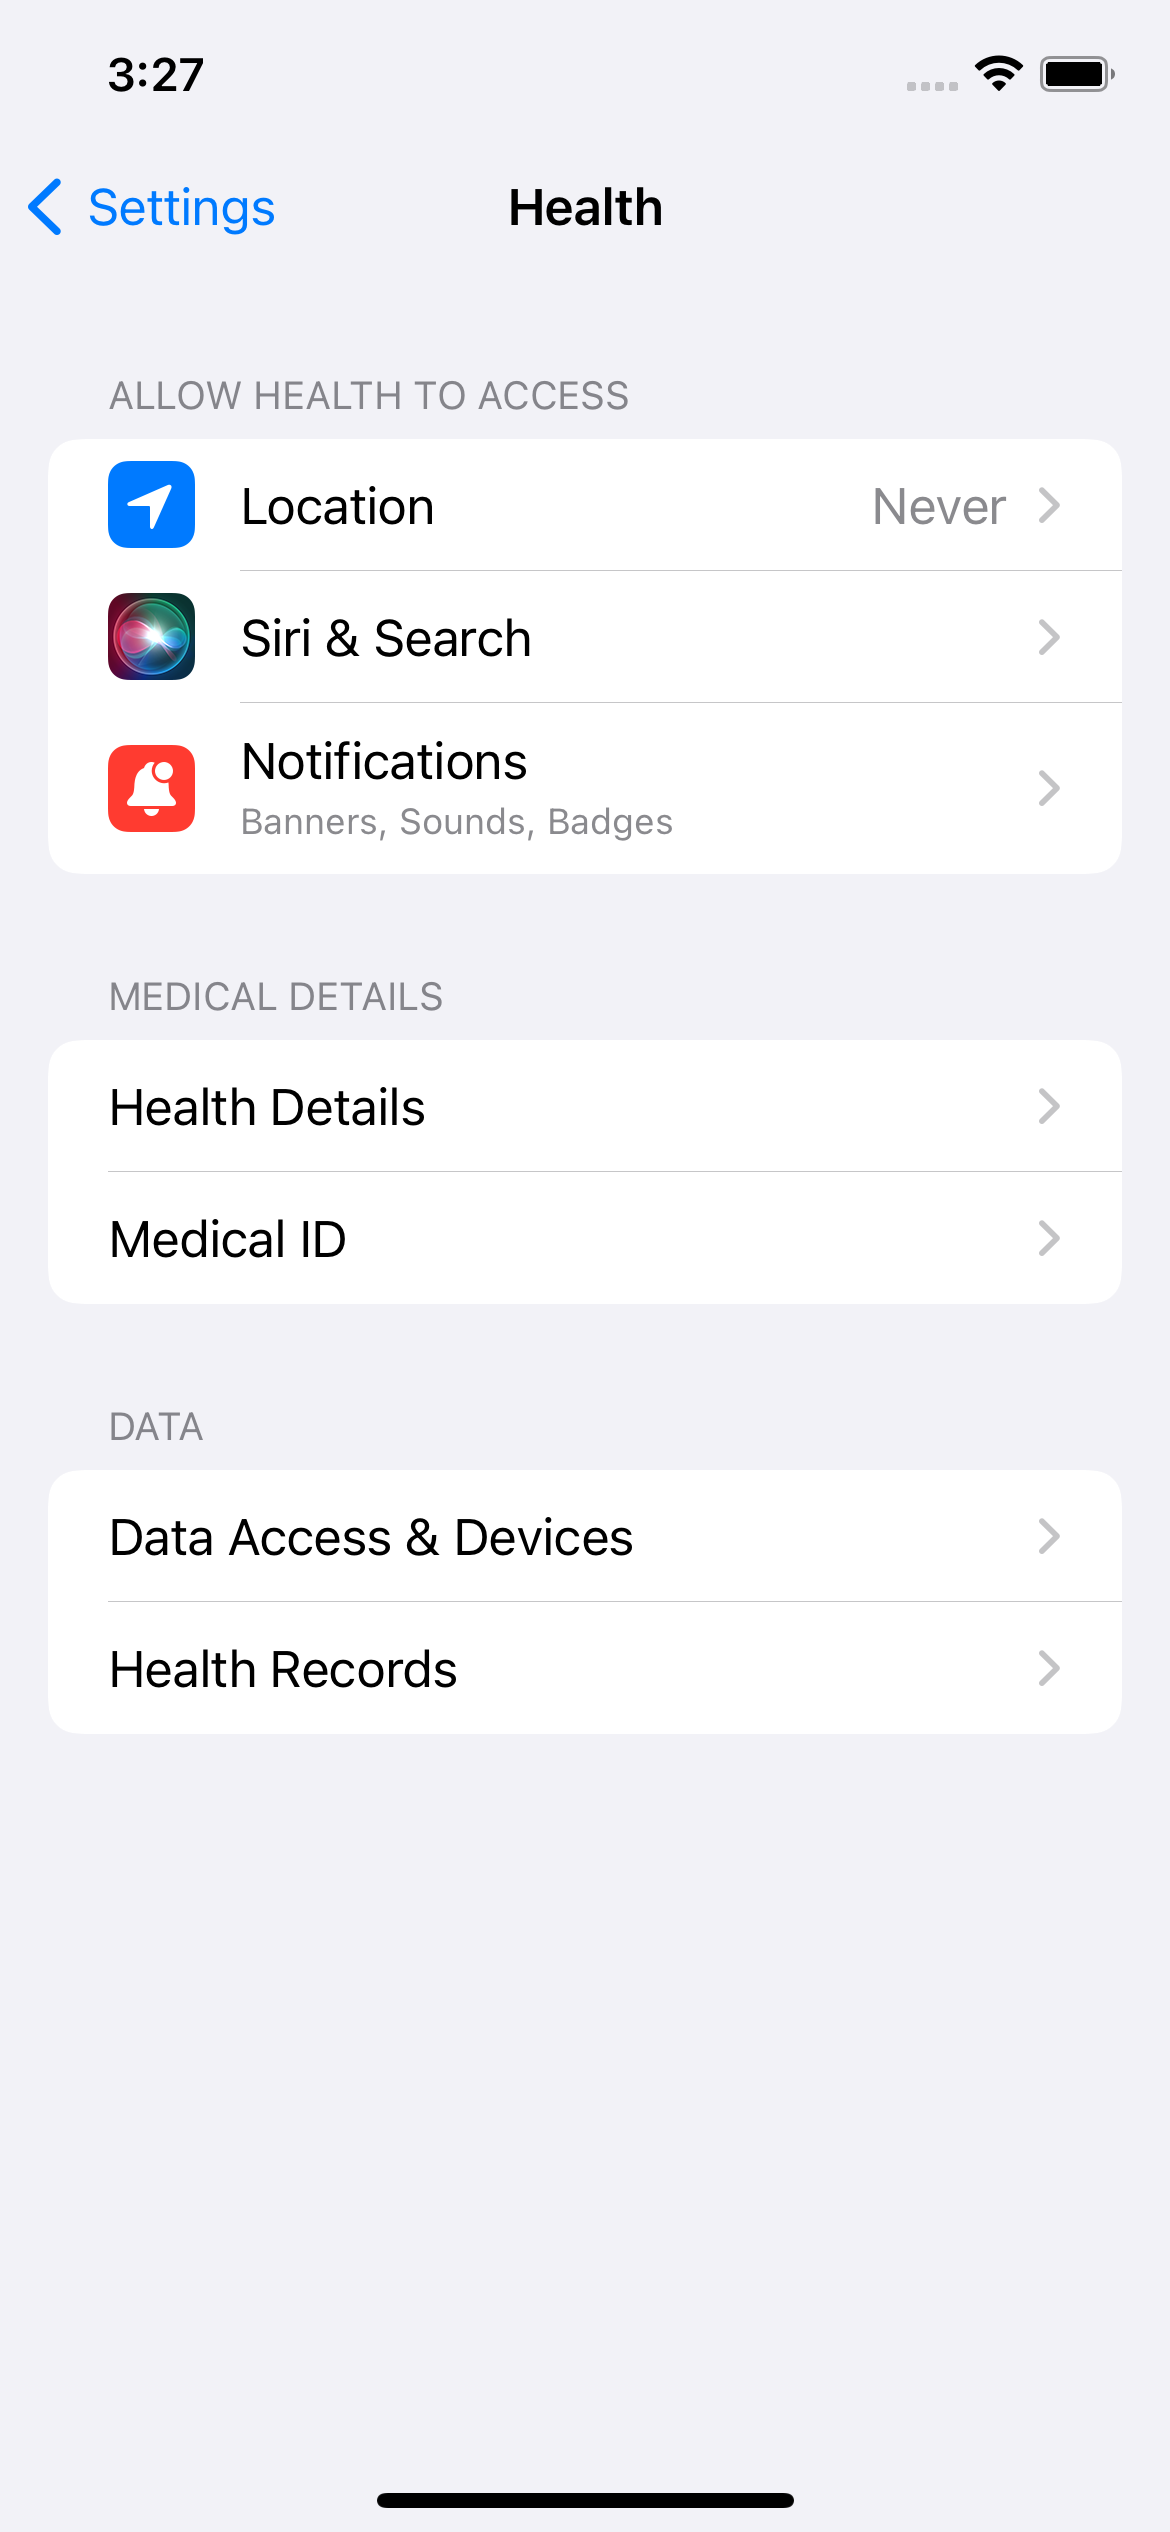 3:27
Settings
Health
ALLOW HEALTH TO ACCESS
Location
Never
Siri & Search
Notifications
Banners, Sounds, Badges
MEDICAL DETAILS
Health Details
Medical ID
DATA
Data Access & Devices
Health Records